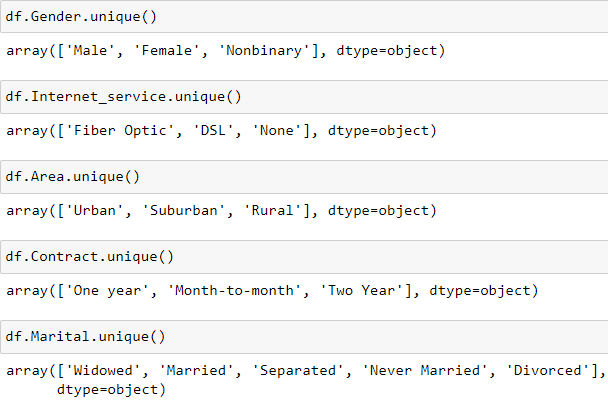 df.Gender.unique()
array(['Male', 'Female', 'Nonbinary'], dtype=object)
df.Internet_service.unique()
array(['Fiber Optic', 'DSL', 'None'], dtype=object)
df.Area.unique()
array(['Urban', 'Suburban', 'Rural'], dtype=object)
df.Contract.unique()
array(['One year', 'Month-to-month', 'Two Year'], dtype=object)
df.Marital.unique()
array(['Widowed', 'Married', 'Separated', 'Never Married', 'Divorced'],
      dtype=object)